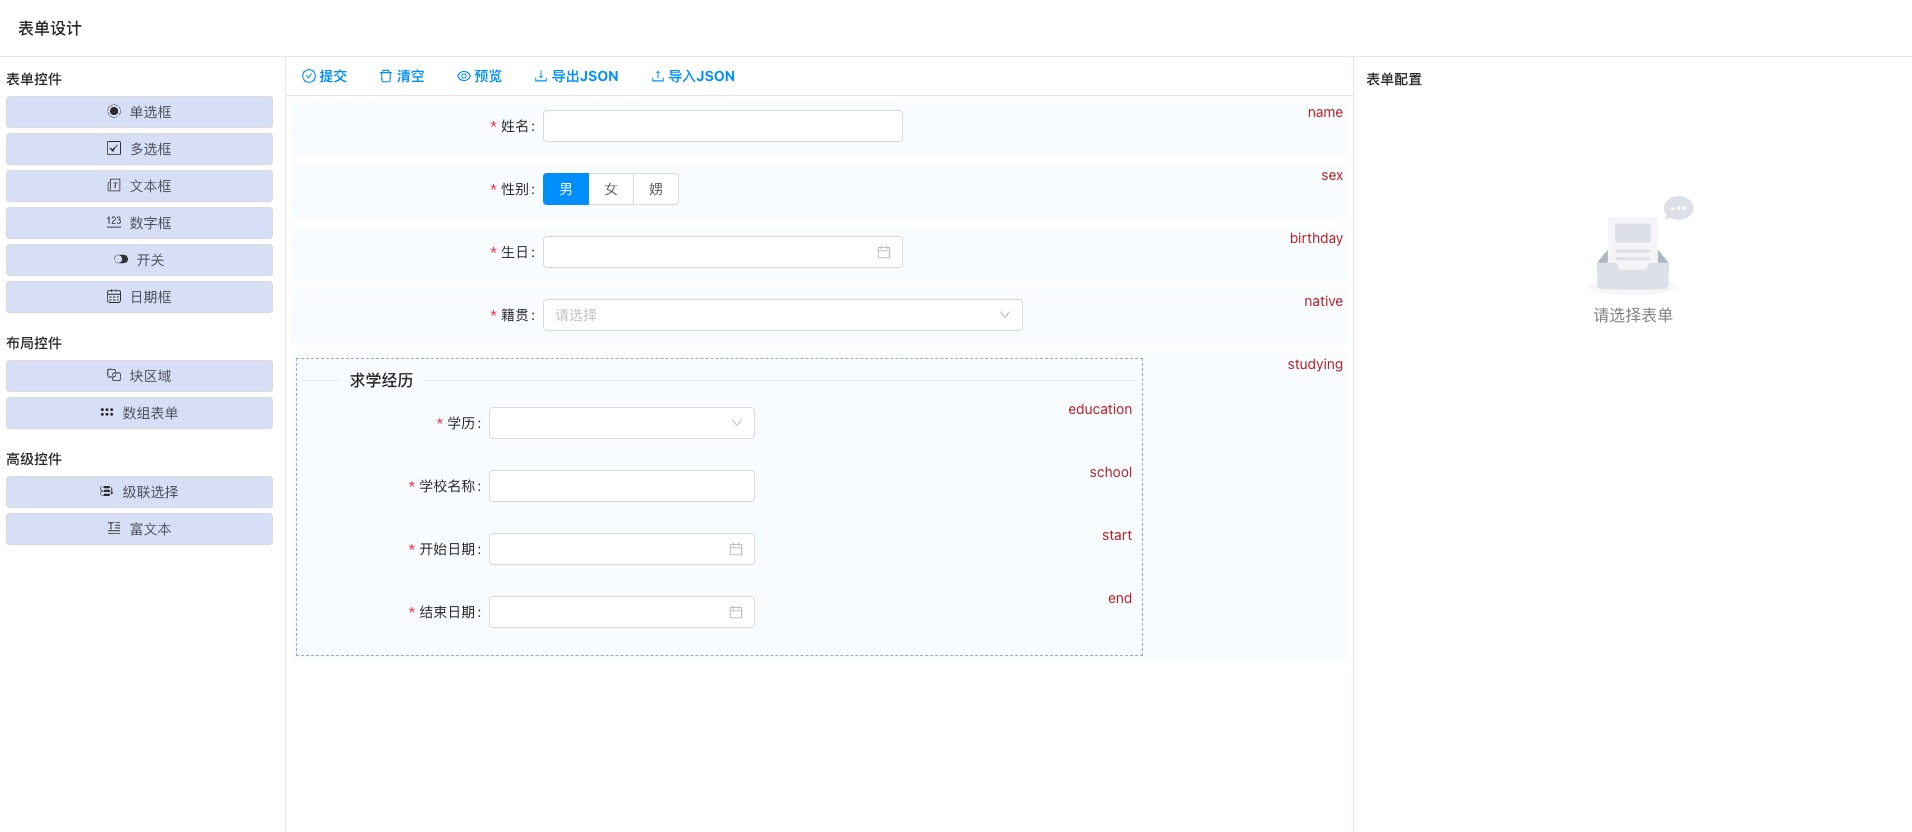 表单设计
表单控件
单选框
多选框
文本框
123 数字框
开关
日期框
布局控件
块区域
数组表单
高级控件
级联选择
富文本
提交 清空 预览 导出JSON 导入JSON
* 姓名: name
* 性别: 男 女 娚 sex
* 生日: birthday
* 籍贯: 请选择 native
studying
求学经历
* 学历: education
* 学校名称: school
* 开始日期: start
* 结束日期: end
表单配置
请选择表单